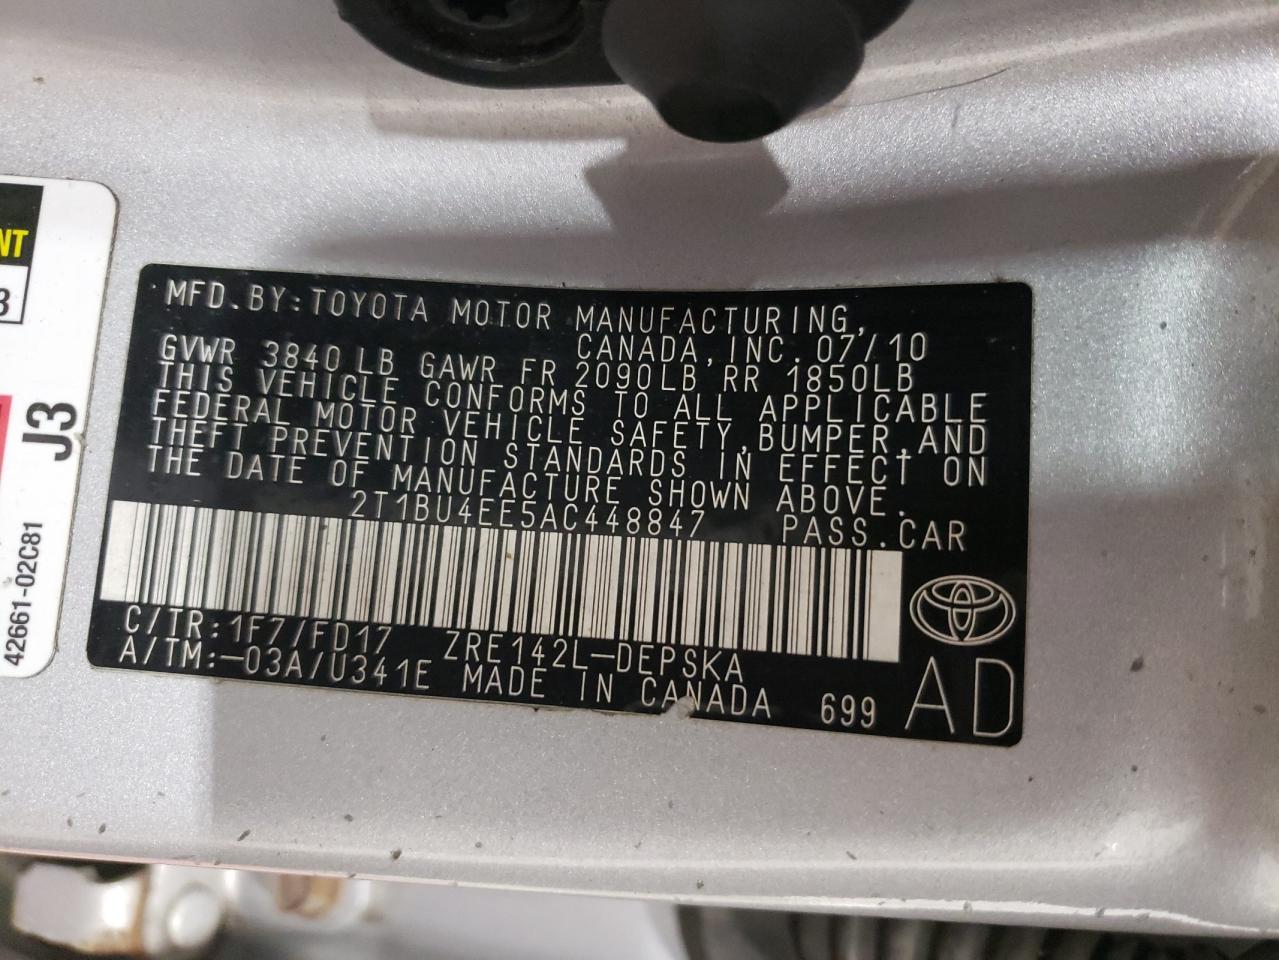 MFD.BY:TOYOTA MOTOR MANUFACTURING,
CANADA, INC. 07/10
GVWR 3840 LB GAWR FR 2090LB RR 1850LB
THIS VEHICLE CONFORMS TO ALL APPLICABLE
FEDERAL MOTOR VEHICLE SAFETY,BUMPER,AND
THEFT PREVENTION STANDARDS IN EFFECT ON
THE DATE OF MANUFACTURE SHOWN ABOVE.
2T1BU4EE5AC448847 PASS.CAR
C/TR:1F7/FD17 ZRE142L-DEPSKA
A/TM:-03A/U341E MADE IN CANADA 699
AD
NT
3
J3
42661-02C81